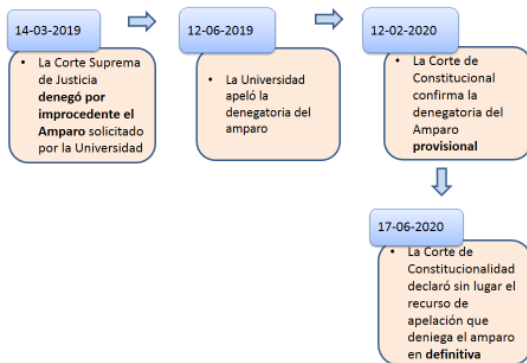 14-03-2019
• La Corte Suprema
de Justicia
denegó por
improcedente el
Amparo solicitado
por la Universidad
12-06-2019
• La Universidad
apeló la
denegatoria del
amparo
12-02-2020
• La Corte de
Constitucional
confirma la
denegatoria del
Amparo
provisional
17-06-2020
• La Corte de
Constitucionalidad
declaró sin lugar el
recurso de
apelación que
deniega el amparo
en definitiva